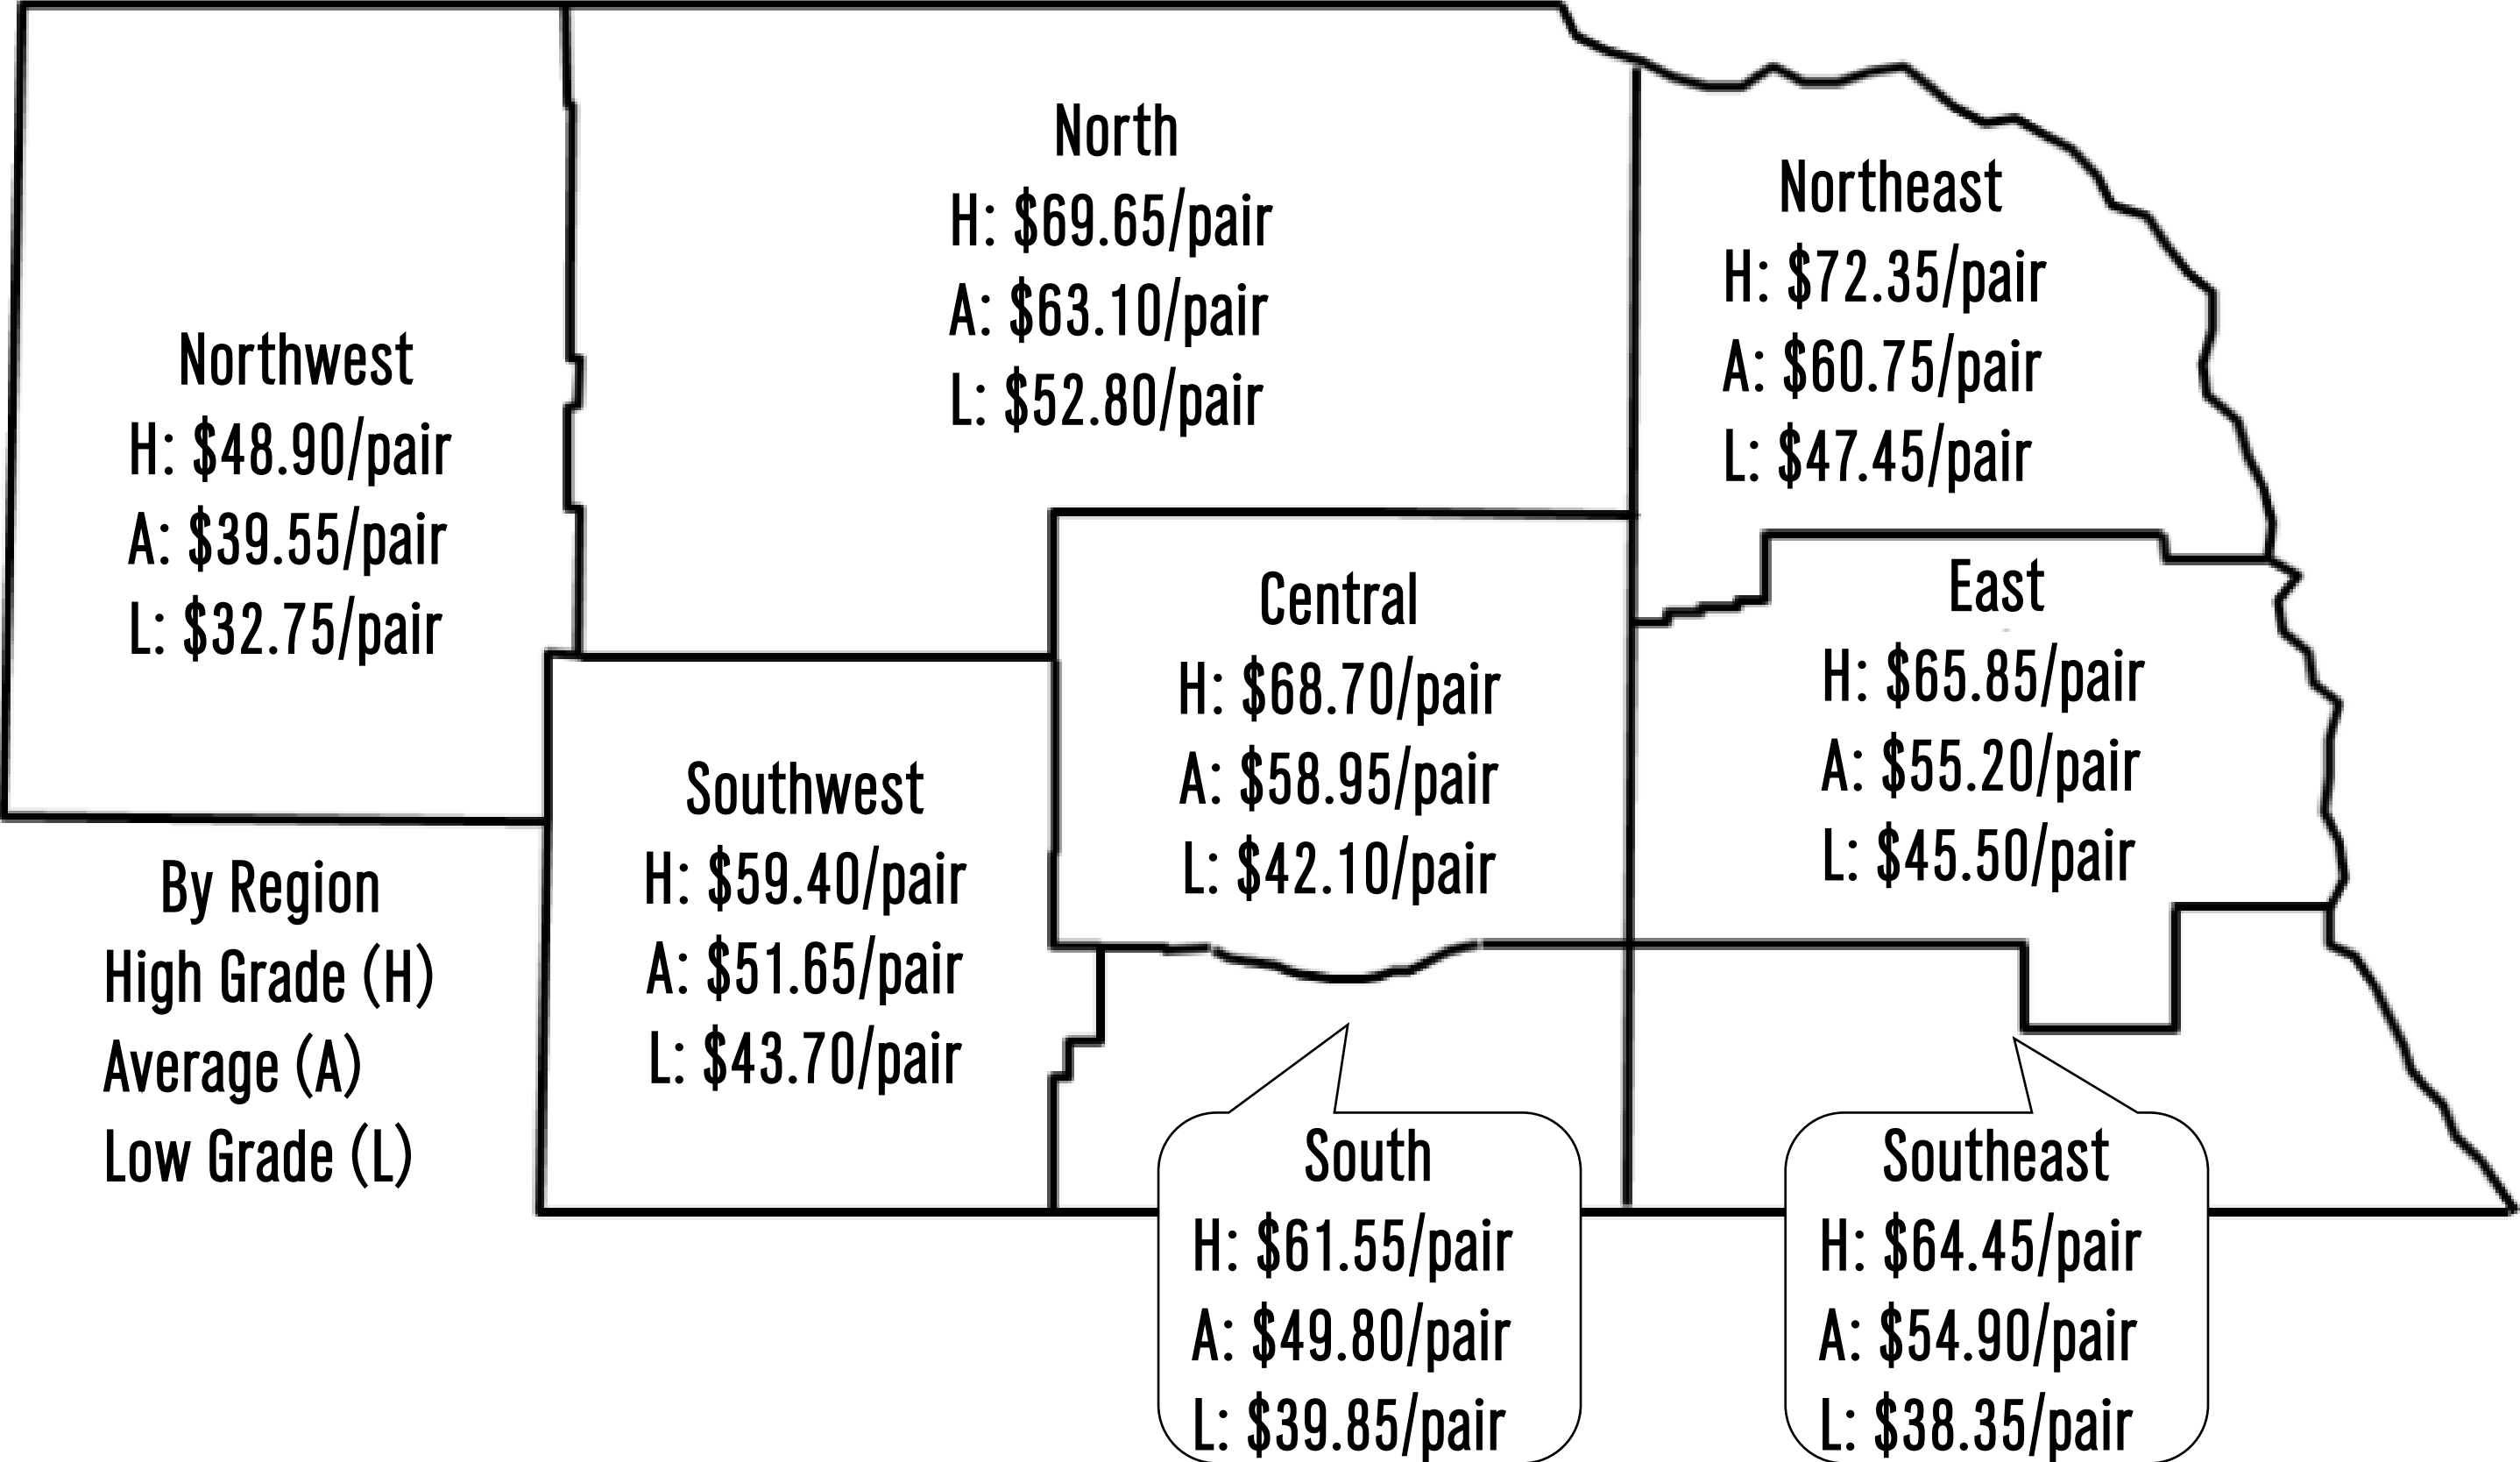 North
H: $69.65/pair
A: $63.10/pair
L: $52.80/pair
Northeast
H: $72.35/pair
A: $60.75/pair
L: $47.45/pair
Northwest
H: $48.90/pair
A: $39.55/pair
L: $32.75/pair
Central
H: $68.70/pair
A: $58.95/pair
L: $42.10/pair
East
H: $65.85/pair
A: $55.20/pair
L: $45.50/pair
Southwest
H: $59.40/pair
A: $51.65/pair
L: $43.70/pair
By Region
High Grade (H)
Average (A)
Low Grade (L)
South
H: $61.55/pair
A: $49.80/pair
L: $39.85/pair
Southeast
H: $64.45/pair
A: $54.90/pair
L: $38.35/pair